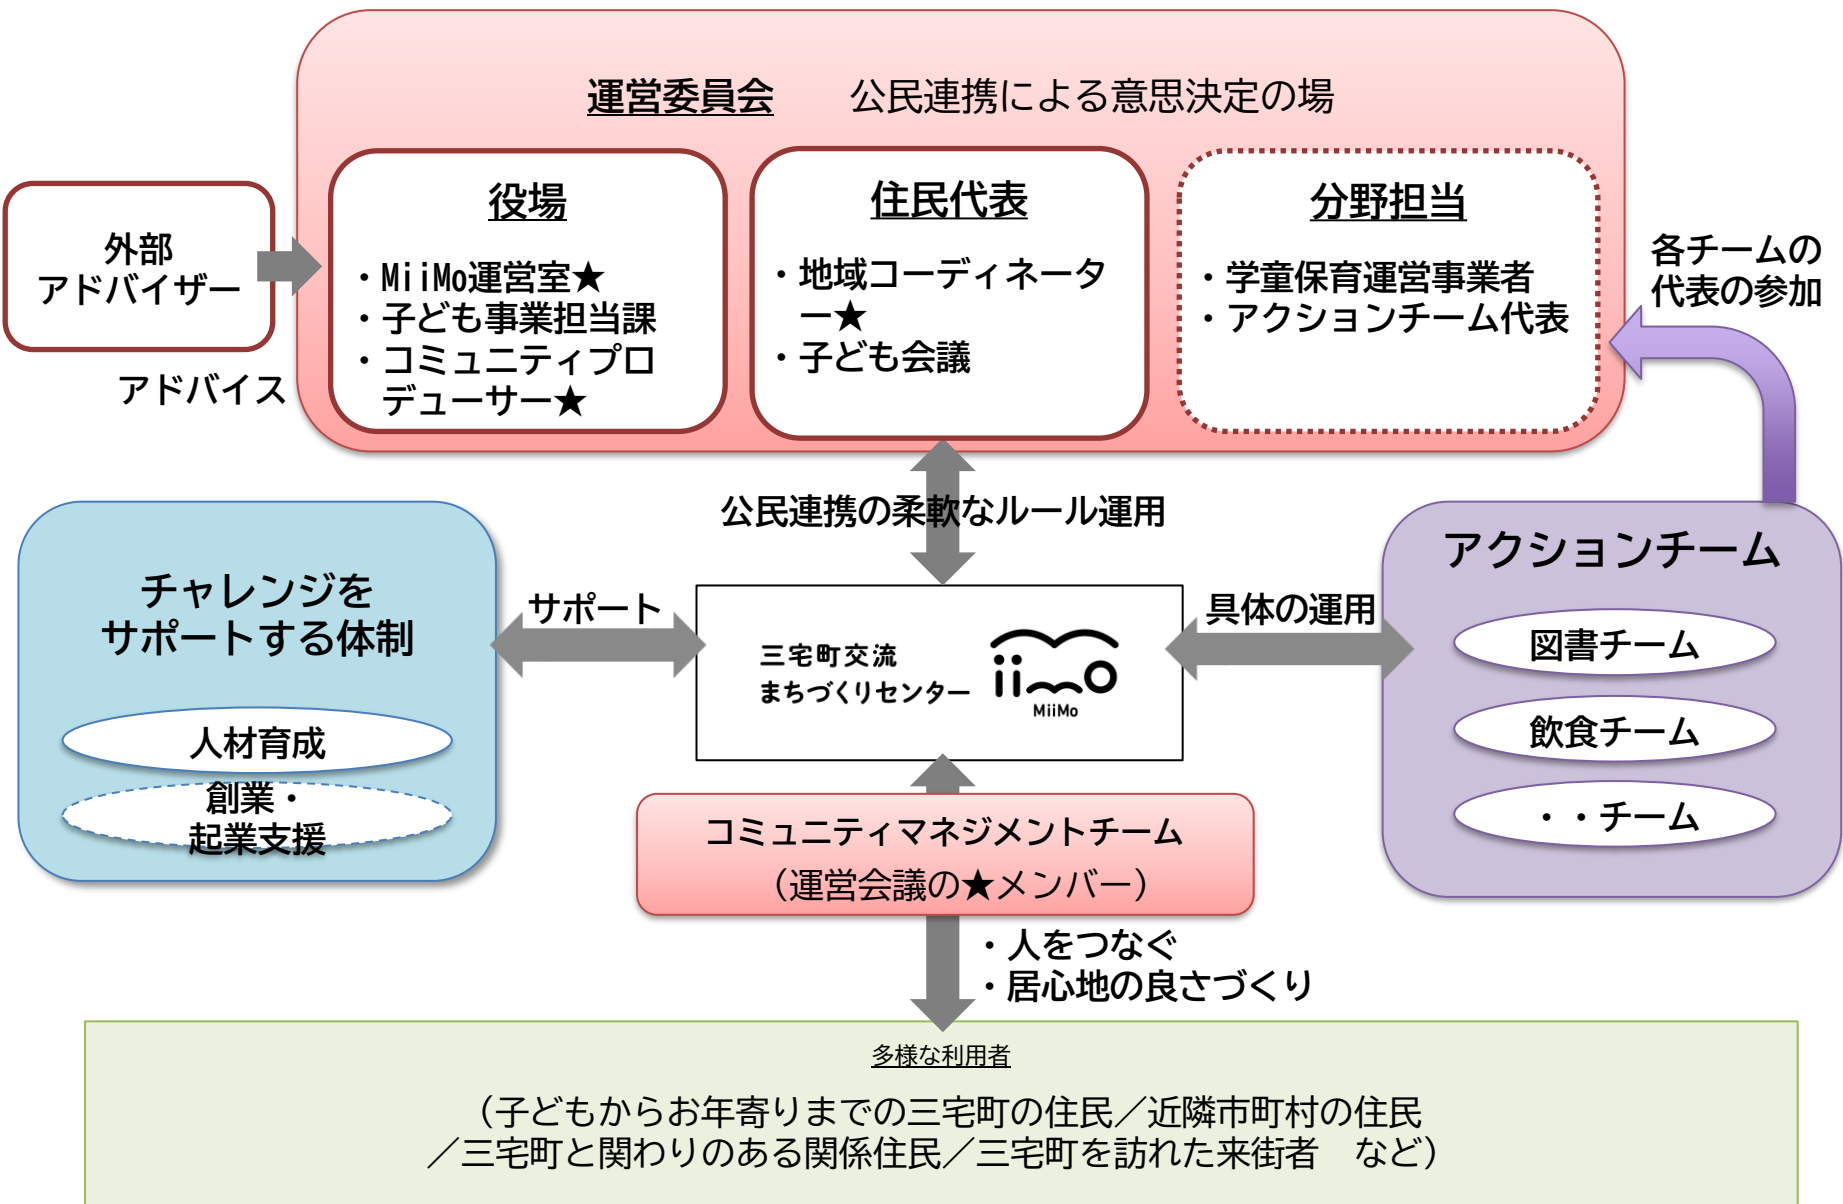 運営委員会　　公民連携による意思決定の場
役場
・MiiMo運営室★
・子ども事業担当課
・コミュニティプロ
デューサー★
住民代表
・地域コーディネータ
ー★
・子ども会議
分野担当
・学童保育運営事業者
・アクションチーム代表
外部
アドバイザー
アドバイス
各チームの
代表の参加
公民連携の柔軟なルール運用
チャレンジを
サポートする体制
人材育成
創業・
起業支援
サポート
三宅町交流
まちづくりセンター
iimo
MiiMo
具体の運用
アクションチーム
図書チーム
飲食チーム
・・チーム
コミュニティマネジメントチーム
（運営会議の★メンバー）
・人をつなぐ
・居心地の良さづくり
多様な利用者
（子どもからお年寄りまでの三宅町の住民／近隣市町村の住民
／三宅町と関わりのある関係住民／三宅町を訪れた来街者　など）